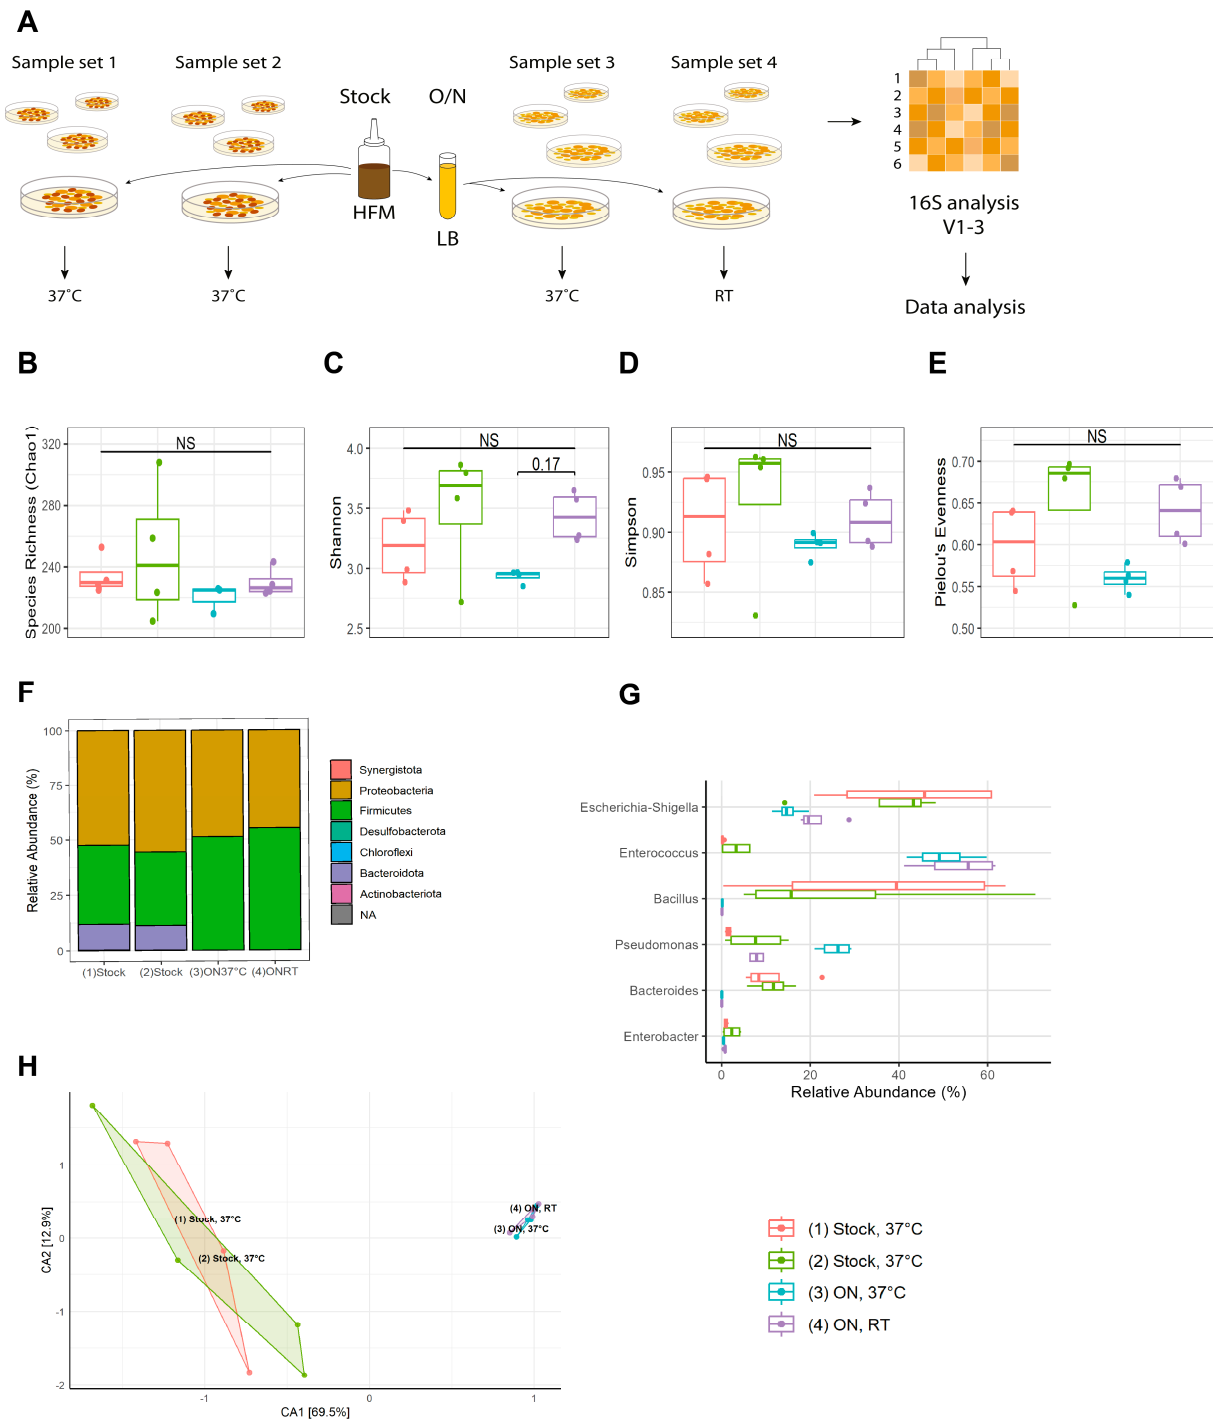 A
Sample set 1
Sample set 2
Stock
O/N
Sample set 3
Sample set 4
HFM
LB
37˚C
37˚C
37˚C
RT
1
2
3
4
5
6
16S analysis
V1-3
Data analysis
B
Species Richness (Chao1)
320
280
240
200
NS
C
Shannon
4.0
3.5
3.0
2.5
NS
0.17
D
Simpson
0.95
0.90
0.85
NS
E
Pielou's Evenness
0.70
0.65
0.60
0.55
0.50
NS
F
Relative Abundance (%)
100
75
50
25
0
(1)Stock
(2)Stock
(3)ON37°C
(4)ONRT
Synergistota
Proteobacteria
Firmicutes
Desulfobacterota
Chloroflexi
Bacteroidota
Actinobacteriota
NA
G
Escherichia-Shigella
Enterococcus
Bacillus
Pseudomonas
Bacteroides
Enterobacter
0
20
40
60
Relative Abundance (%)
H
CA2 [12.9%]
1
0
-1
-2
(1) Stock, 37°C
(2) Stock, 37°C
(4) ON, RT
(3) ON, 37°C
-1
0
1
CA1 [69.5%]
(1) Stock, 37°C
(2) Stock, 37°C
(3) ON, 37°C
(4) ON, RT